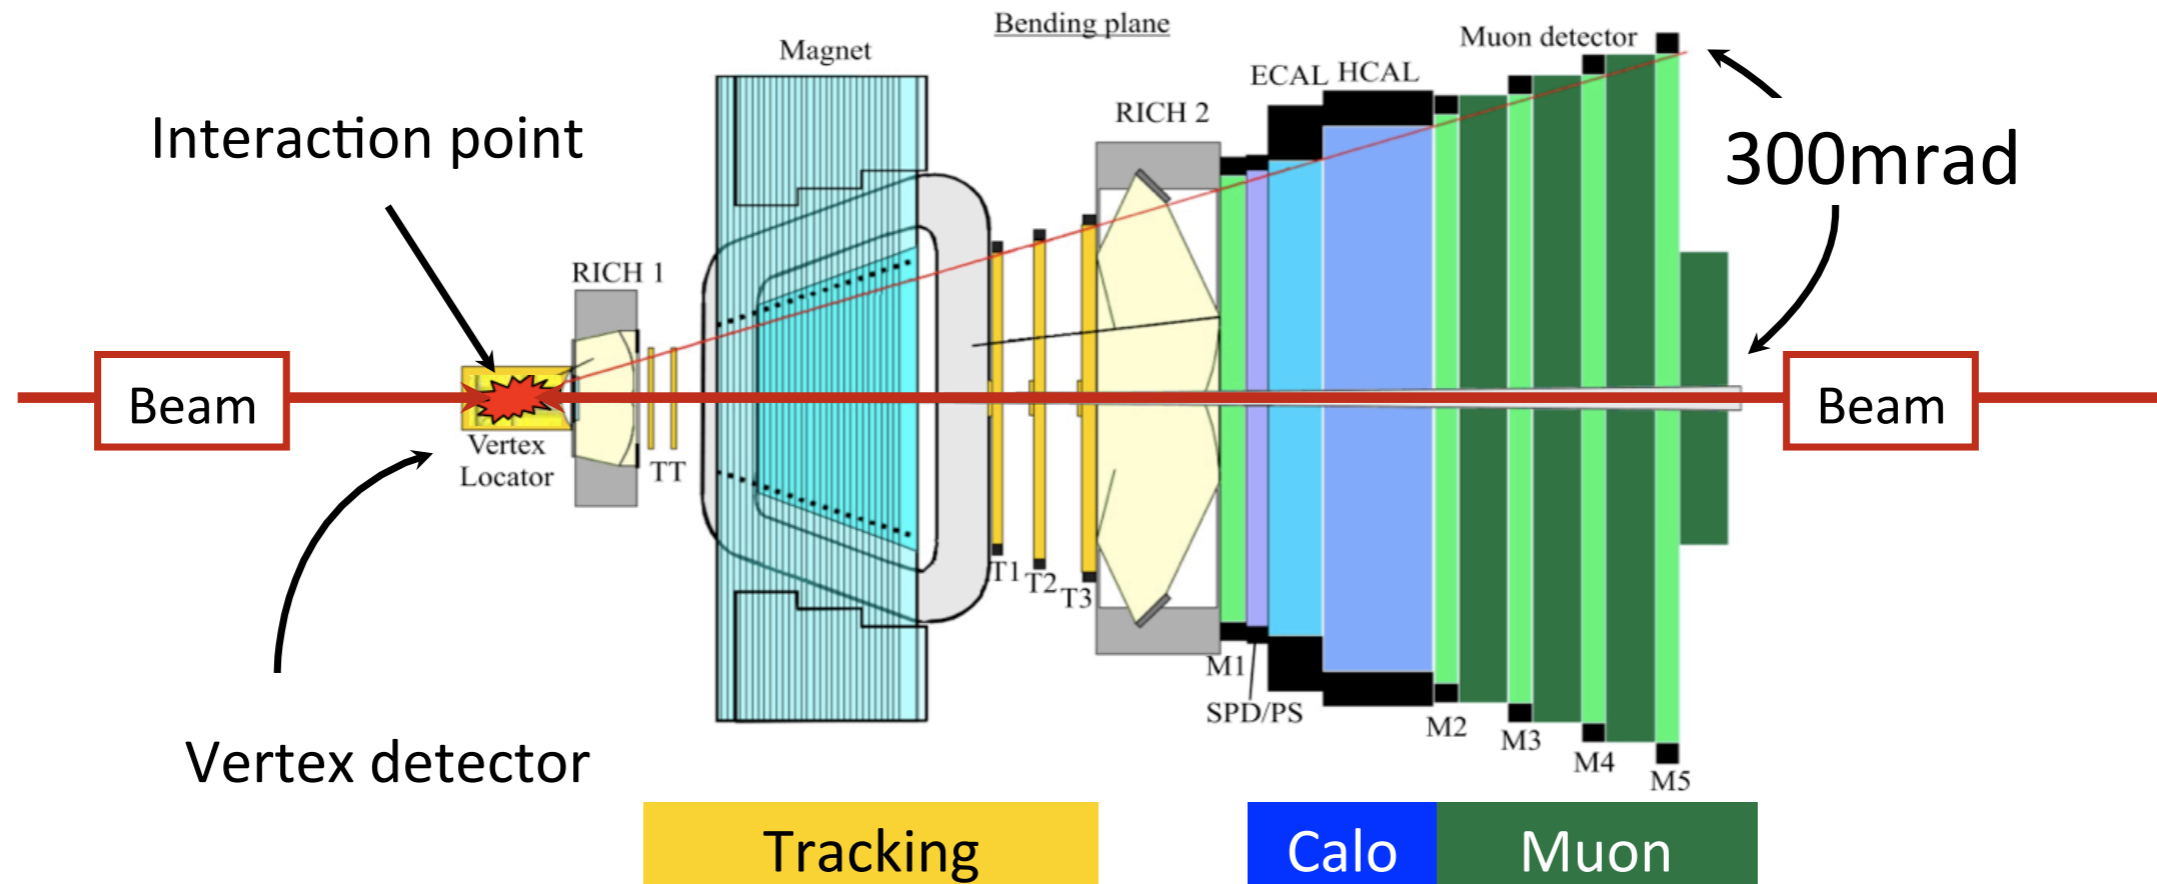 Bending plane
Magnet
Muon detector
ECAL
HCAL
RICH 2
Interaction point
300mrad
RICH 1
Beam
Beam
Vertex
Locator
TT
T1
T2
T3
M1
SPD/PS
M2
M3
M4
M5
Vertex detector
Tracking
Calo
Muon